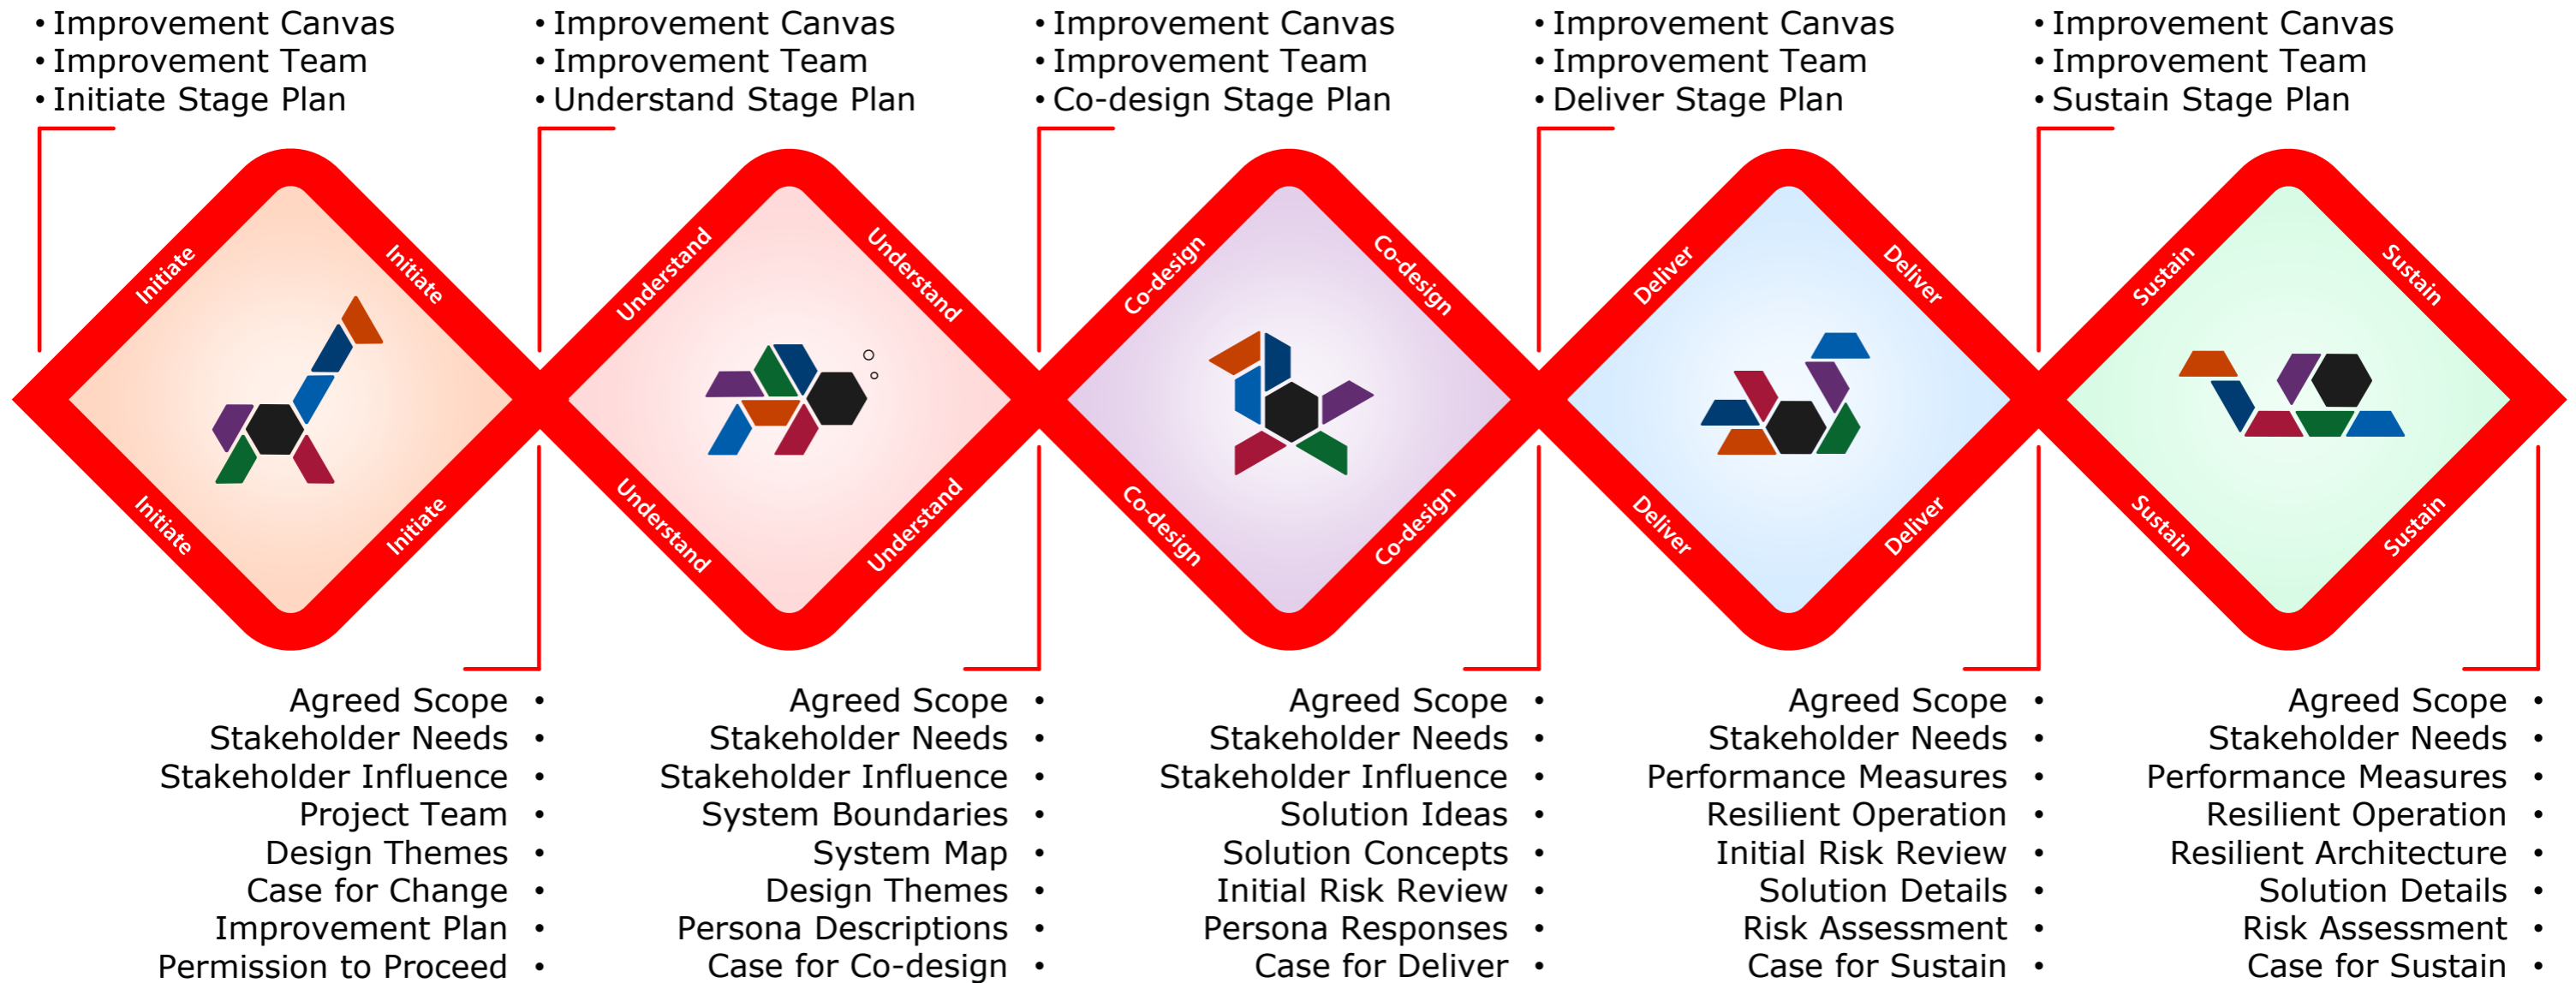 • Improvement Canvas
• Improvement Team
• Initiate Stage Plan
• Improvement Canvas
• Improvement Team
• Understand Stage Plan
• Improvement Canvas
• Improvement Team
• Co-design Stage Plan
• Improvement Canvas
• Improvement Team
• Deliver Stage Plan
• Improvement Canvas
• Improvement Team
• Sustain Stage Plan
Initiate
Initiate
Initiate
Initiate
Understand
Understand
Understand
Understand
Co-design
Co-design
Co-design
Co-design
Deliver
Deliver
Deliver
Deliver
Sustain
Sustain
Sustain
Sustain
Agreed Scope •
Stakeholder Needs •
Stakeholder Influence •
Project Team •
Design Themes •
Case for Change •
Improvement Plan •
Permission to Proceed •
Agreed Scope •
Stakeholder Needs •
Stakeholder Influence •
System Boundaries •
System Map •
Design Themes •
Persona Descriptions •
Case for Co-design •
Agreed Scope •
Stakeholder Needs •
Stakeholder Influence •
Solution Ideas •
Solution Concepts •
Initial Risk Review •
Persona Responses •
Case for Deliver •
Agreed Scope •
Stakeholder Needs •
Performance Measures •
Resilient Operation •
Initial Risk Review •
Solution Details •
Risk Assessment •
Case for Sustain •
Agreed Scope •
Stakeholder Needs •
Performance Measures •
Resilient Operation •
Resilient Architecture •
Solution Details •
Risk Assessment •
Case for Sustain •